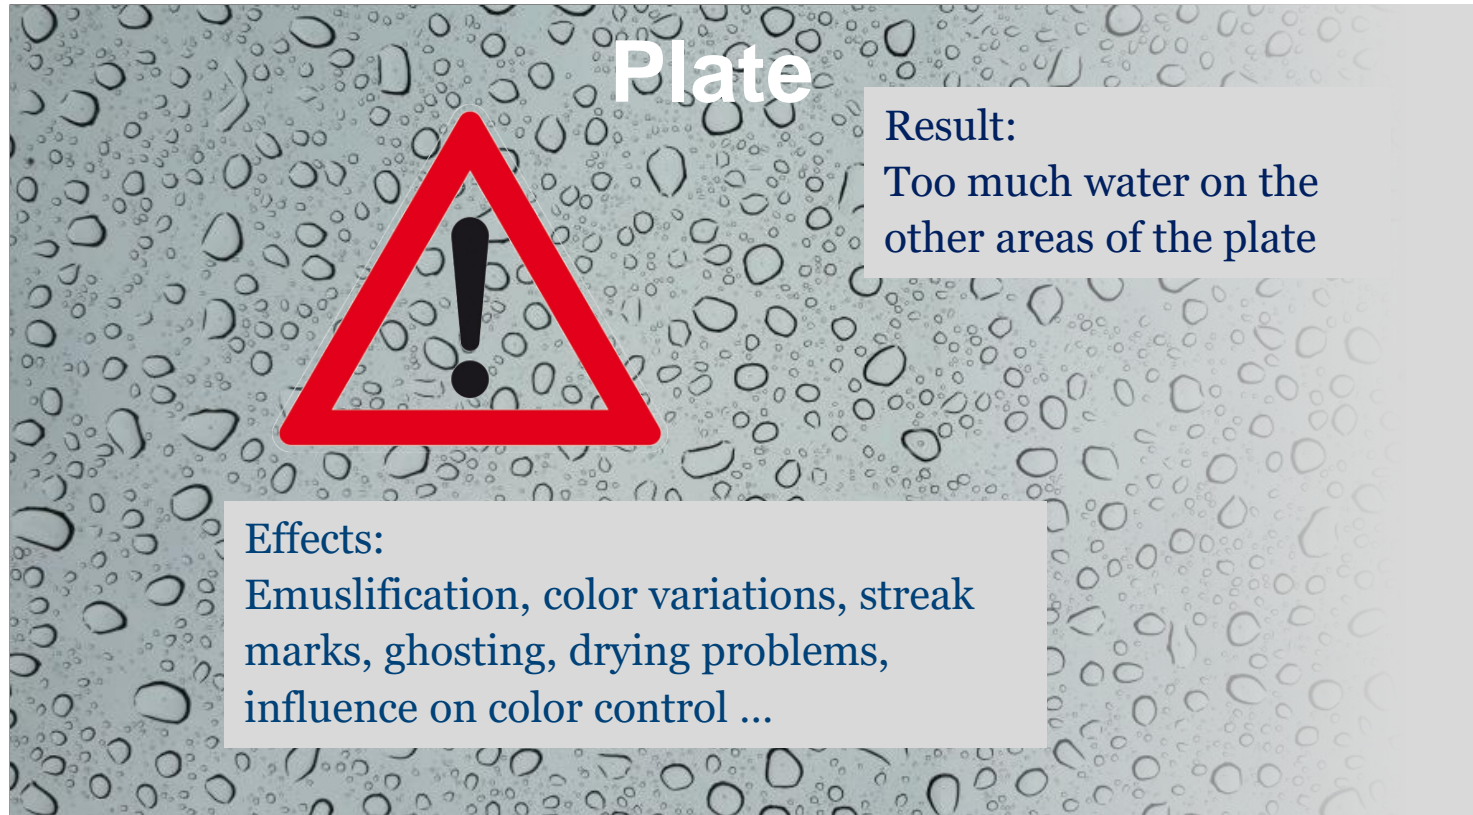 Plate
Result:
Too much water on the
other areas of the plate
Effects:
Emuslification, color variations, streak
marks, ghosting, drying problems,
influence on color control ...